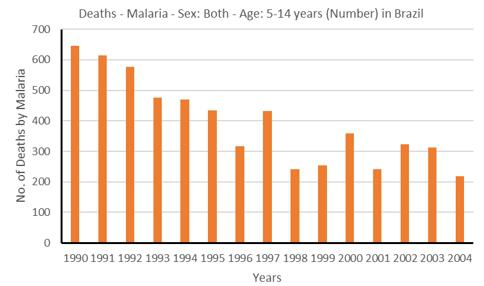 Deaths - Malaria - Sex: Both - Age: 5-14 years (Number) in Brazil
700
600
500
400
300
200
100
0
No. of Deaths by Malaria
1990 1991 1992 1993 1994 1995 1996 1997 1998 1999 2000 2001 2002 2003 2004
Years